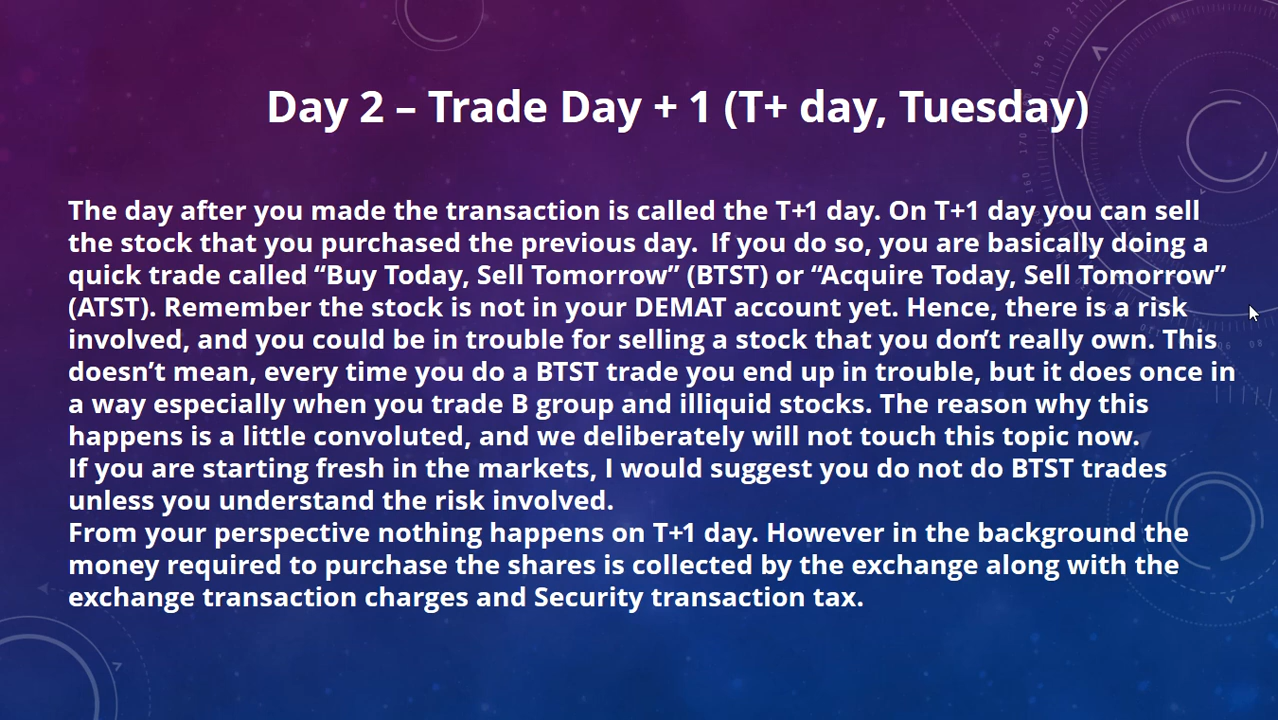 Day 2 – Trade Day + 1 (T+ day, Tuesday)
The day after you made the transaction is called the T+1 day. On T+1 day you can sell
the stock that you purchased the previous day.  If you do so, you are basically doing a
quick trade called “Buy Today, Sell Tomorrow” (BTST) or “Acquire Today, Sell Tomorrow”
(ATST). Remember the stock is not in your DEMAT account yet. Hence, there is a risk
involved, and you could be in trouble for selling a stock that you don’t really own. This
doesn’t mean, every time you do a BTST trade you end up in trouble, but it does once in
a way especially when you trade B group and illiquid stocks. The reason why this
happens is a little convoluted, and we deliberately will not touch this topic now.
If you are starting fresh in the markets, I would suggest you do not do BTST trades
unless you understand the risk involved.
From your perspective nothing happens on T+1 day. However in the background the
money required to purchase the shares is collected by the exchange along with the
exchange transaction charges and Security transaction tax.